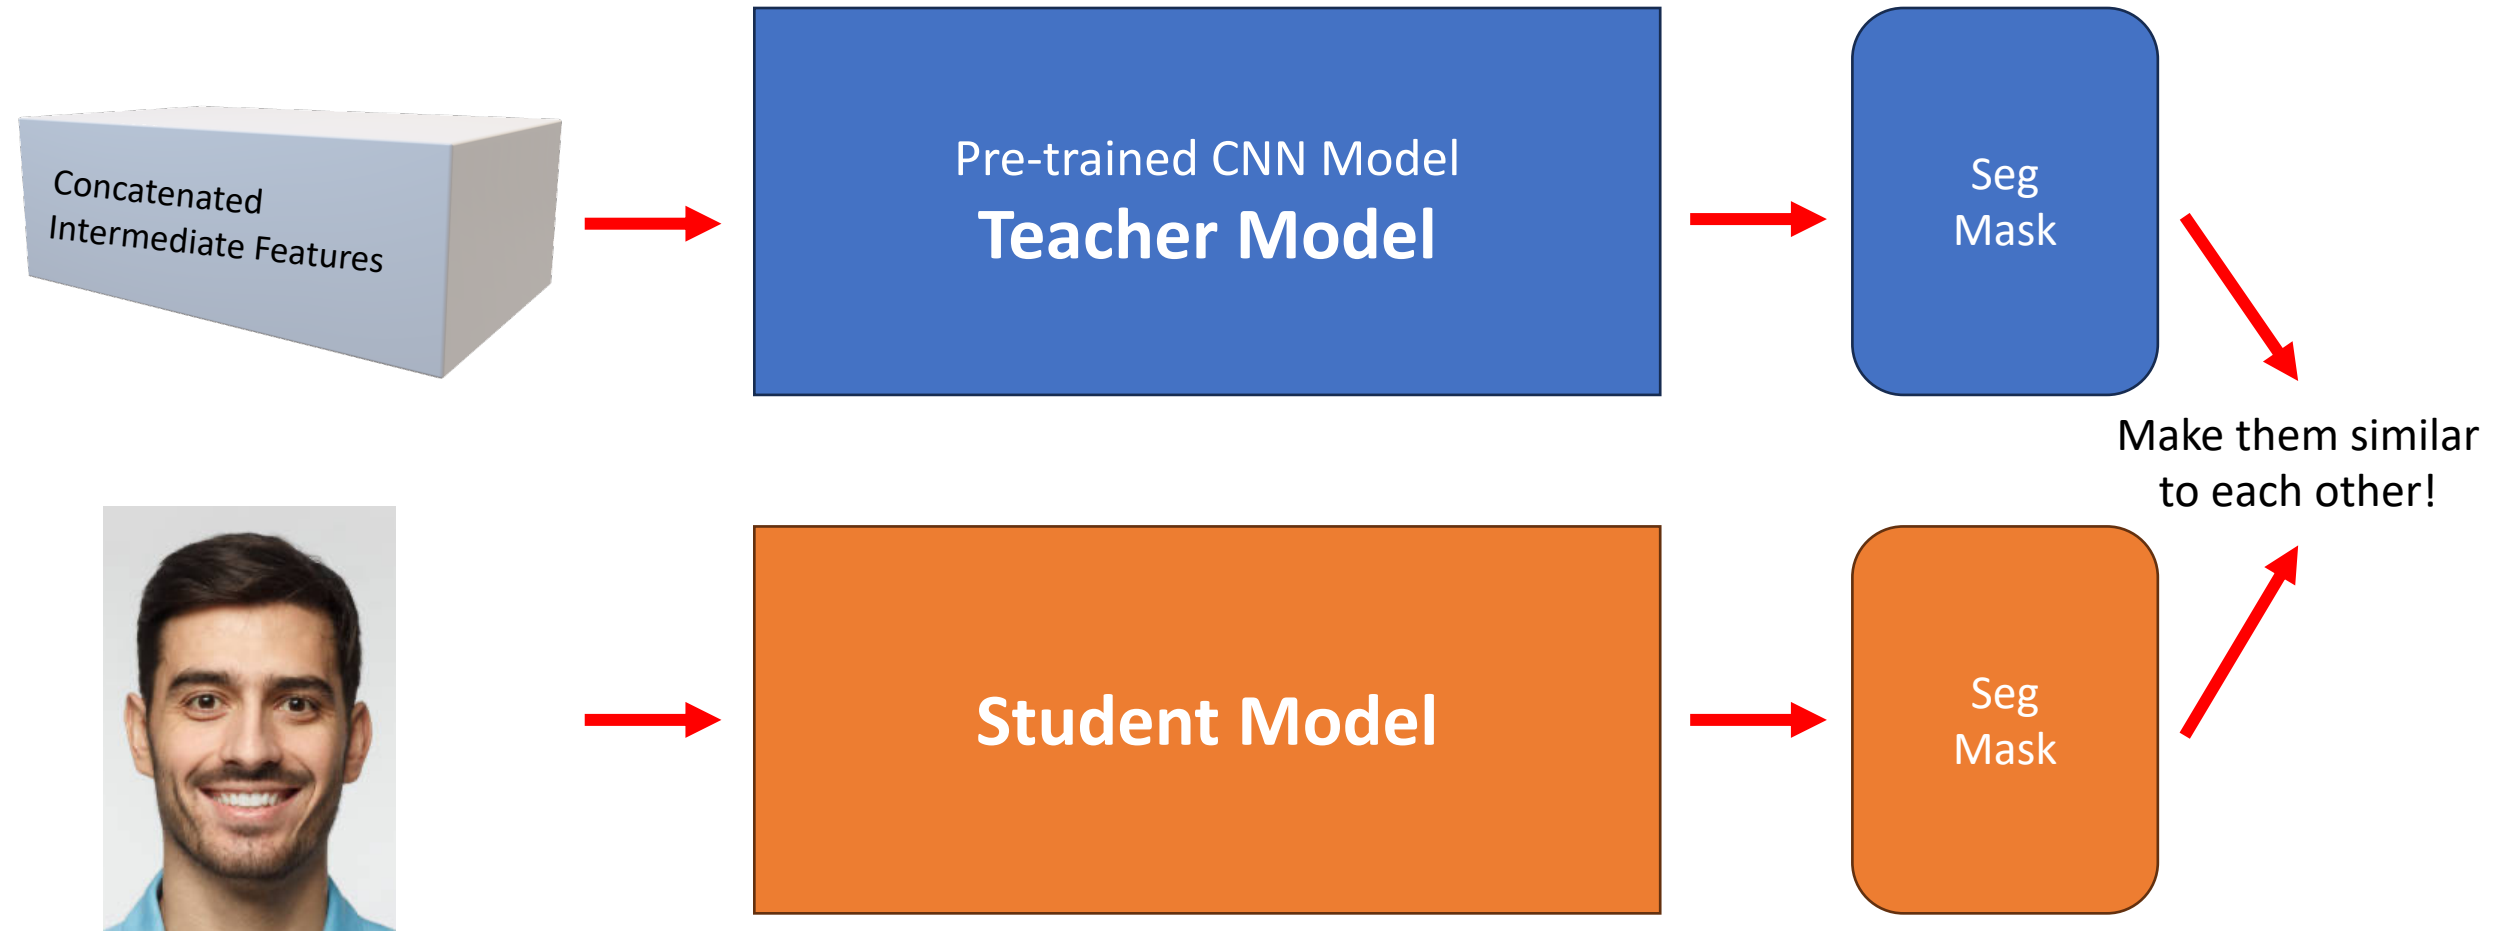 Concatenated
Intermediate Features
Pre-trained CNN Model
Teacher Model
Seg
Mask
Make them similar
to each other!
Student Model
Seg
Mask